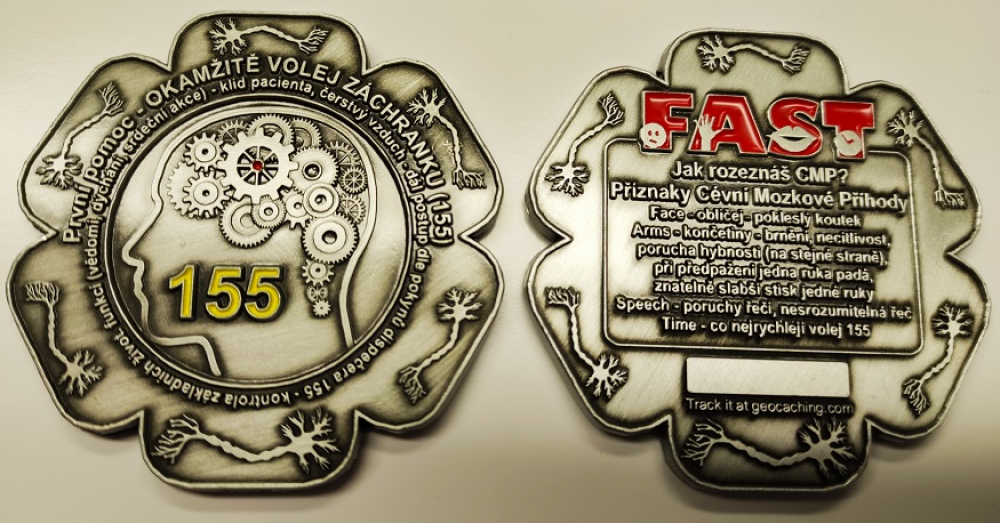 První pomoc - OKAMŽITĚ VOLEJ ZÁCHRANKU (155)
- klid pacienta, čerstvý vzduch - dál postup dle pokynů dispečera 155 - kontrola základních život. funkcí (vědomí, dýchání, srdeční akce)
155
FAST
Jak rozeznáš CMP?
Příznaky Cévní Mozkové Příhody
Face - obličej - pokleslý koutek
Arms - končetiny - brnění, necitlivost,
porucha hybnosti (na stejné straně),
při předpažení jedna ruka padá,
znatelně slabší stisk jedné ruky
Speech - poruchy řeči, nesrozumitelná řeč
Time - co nejrychleji volej 155
Track it at geocaching.com